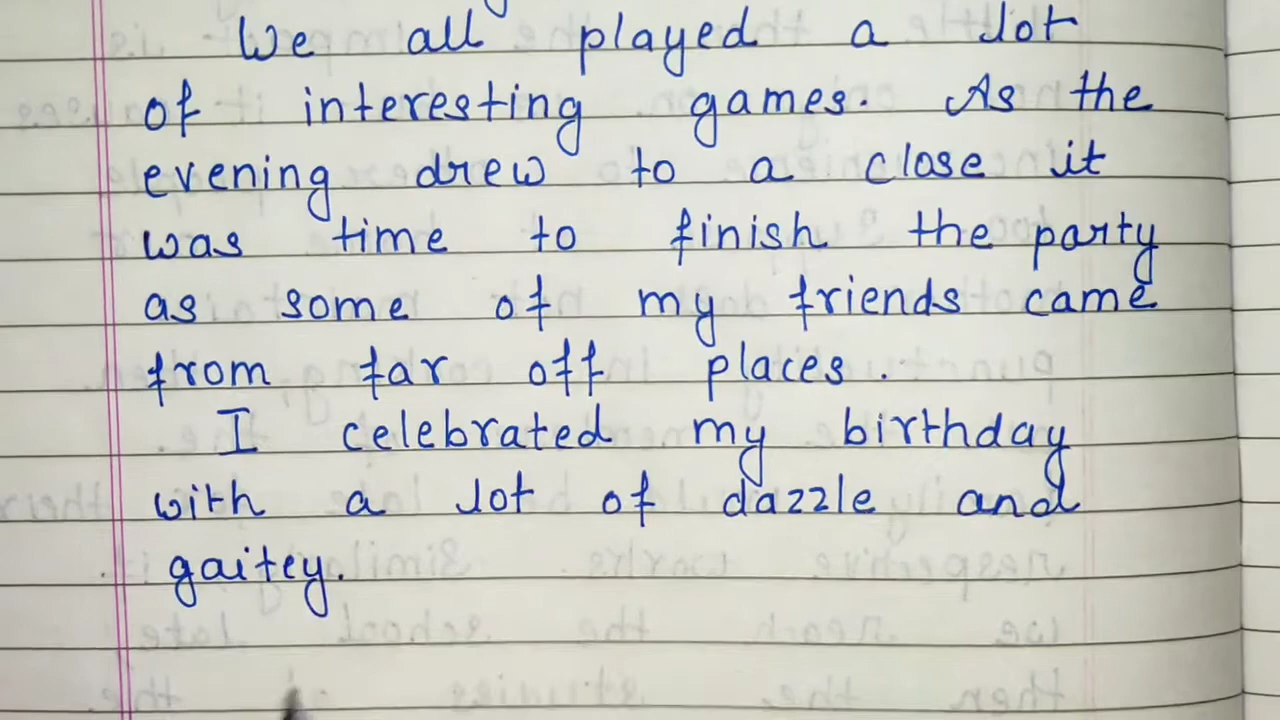 We all played a lot
of interesting games. As the
evening drew to a close it
was time to finish the party
as some of my friends came
from far off places.
I celebrated my birthday
with a lot of dazzle and
gaitey.